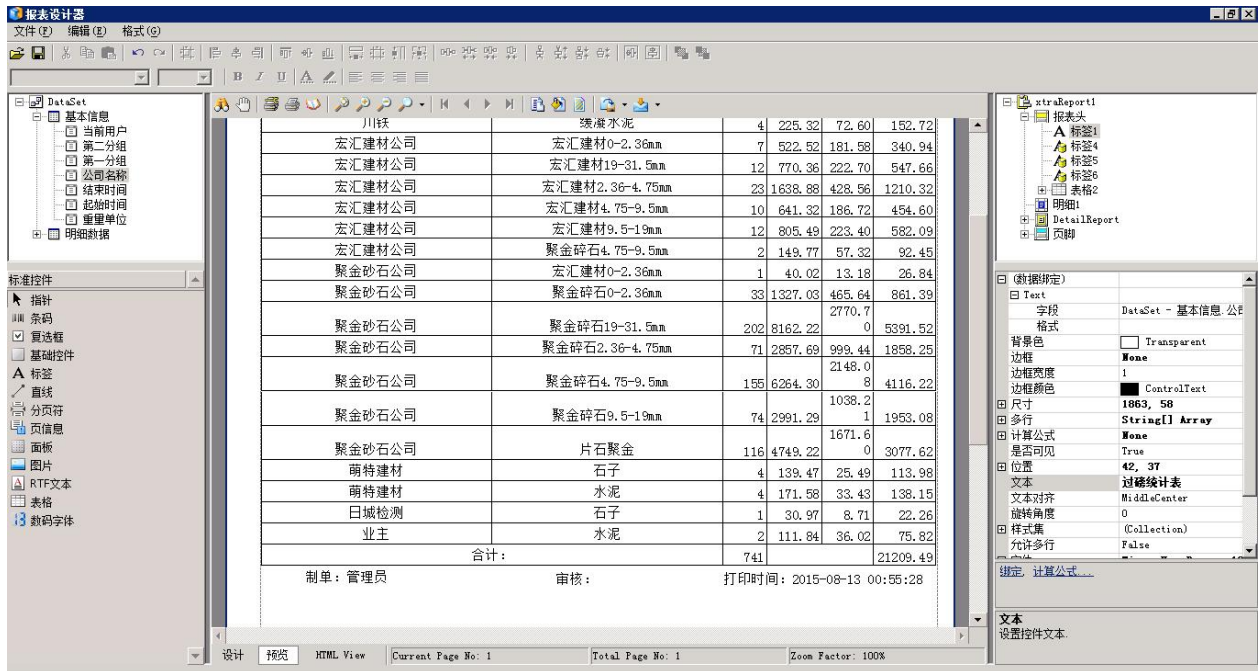 报表设计器
文件(F) 编辑(E) 格式(G)
B I U A
DataSet
基本信息
当前用户
第二分组
第一分组
公司名称
结束时间
起始时间
重量单位
明细数据
标准控件
指针
条码
复选框
基础控件
A 标签
直线
分页符
页信息
面板
图片
RTF文本
表格
数码字体
川铁 缓凝水泥 4 225.32 72.60 152.72
宏汇建材公司 宏汇建材0-2.36mm 7 522.52 181.58 340.94
宏汇建材公司 宏汇建材19-31.5mm 12 770.36 222.70 547.66
宏汇建材公司 宏汇建材2.36-4.75mm 23 1638.88 428.56 1210.32
宏汇建材公司 宏汇建材4.75-9.5mm 10 641.32 186.72 454.60
宏汇建材公司 宏汇建材9.5-19mm 12 805.49 223.40 582.09
宏汇建材公司 聚金碎石4.75-9.5mm 2 149.77 57.32 92.45
聚金砂石公司 宏汇建材0-2.36mm 1 40.02 13.18 26.84
聚金砂石公司 聚金碎石0-2.36mm 33 1327.03 465.64 861.39
聚金砂石公司 聚金碎石19-31.5mm 202 8162.22 2770.70 5391.52
聚金砂石公司 聚金碎石2.36-4.75mm 71 2857.69 999.44 1858.25
聚金砂石公司 聚金碎石4.75-9.5mm 155 6264.30 2148.08 4116.22
聚金砂石公司 聚金碎石9.5-19mm 74 2991.29 1038.21 1953.08
聚金砂石公司 片石聚金 116 4749.22 1671.60 3077.62
萌特建材 石子 4 139.47 25.49 113.98
萌特建材 水泥 4 171.58 33.43 138.15
日城检测 石子 1 30.97 8.71 22.26
业主 水泥 2 111.84 36.02 75.82
合计: 741 21209.49
制单: 管理员 审核: 打印时间: 2015-08-13 00:55:28
设计 预览 HTML View Current Page No: 1 Total Page No: 1 Zoom Factor: 100%
xtraReport1
报表头
A 标签1
标签4
标签5
标签6
表格2
明细1
DetailReport
页脚
(数据绑定)
Text
字段 DataSet - 基本信息.公
格式
背景色 Transparent
边框 None
边框宽度 1
边框颜色 ControlText
尺寸 1863, 58
多行 String[] Array
计算公式 None
是否可见 True
位置 42, 37
文本 过磅统计表
文本对齐 MiddleCenter
旋转角度 0
样式集 (Collection)
允许多行 False
绑定, 计算公式...
文本
设置控件文本.